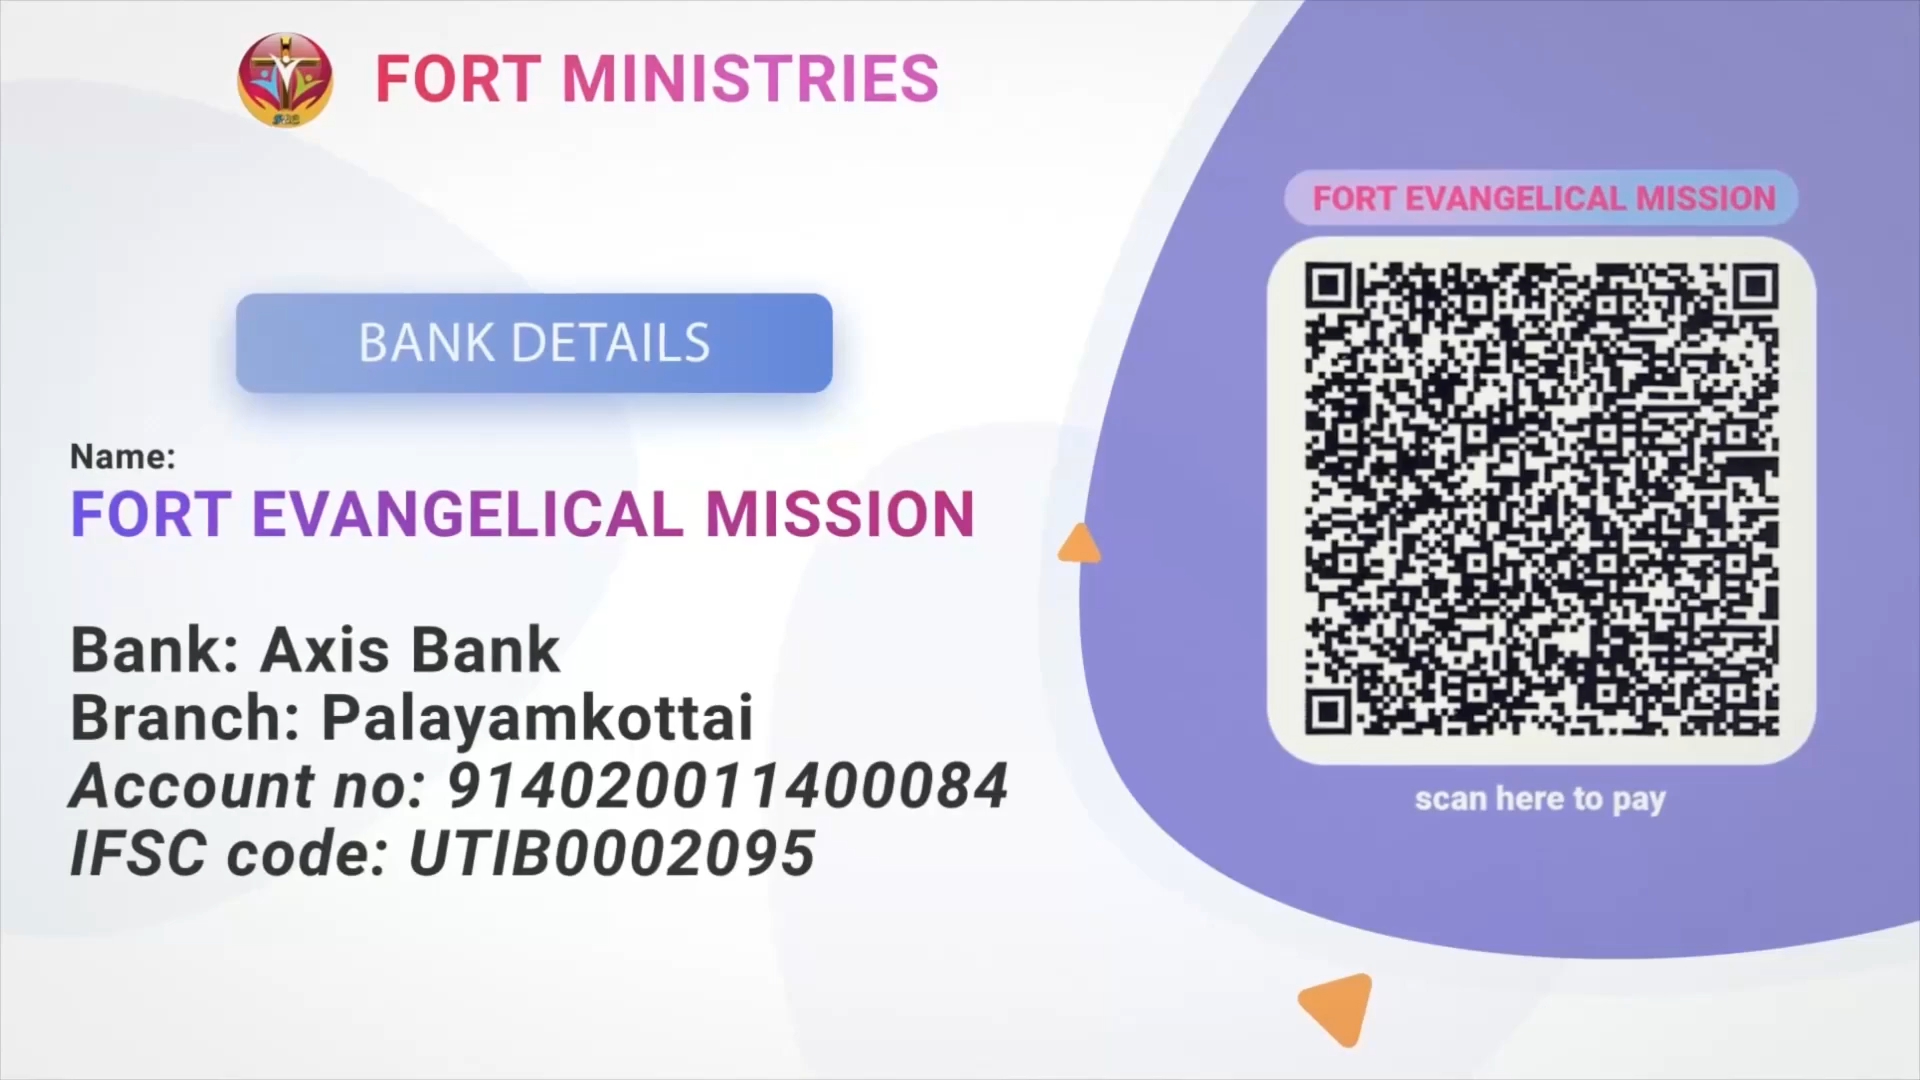 FORT MINISTRIES
BANK DETAILS
Name:
FORT EVANGELICAL MISSION
Bank: Axis Bank
Branch: Palayamkottai
Account no: 914020011400084
IFSC code: UTIB0002095
FORT EVANGELICAL MISSION
scan here to pay